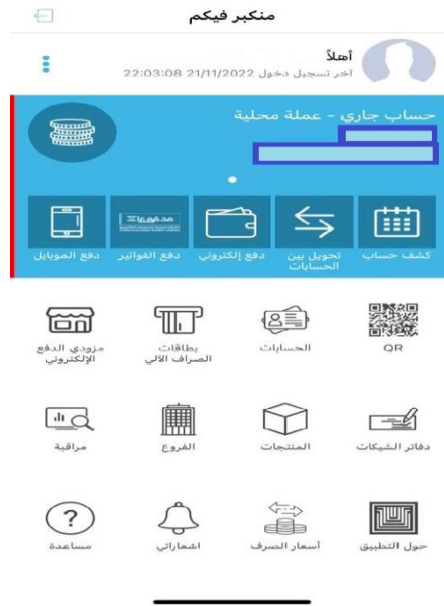 منكبر فيكم
أهلاً
آخر تسجيل دخول 21/11/2022 22:03:08
حساب جاري - عملة محلية
كشف حساب
تحويل بين
الحسابات
دفع إلكتروني
دفع الفواتير
دفع الموبايل
QR
الحسابات
بطاقات
الصراف الآلي
مزودي الدفع
الإلكتروني
دفاتر الشيكات
المنتجات
الفروع
مراقبة
حول التطبيق
أسعار الصرف
اشعاراتي
مساعدة